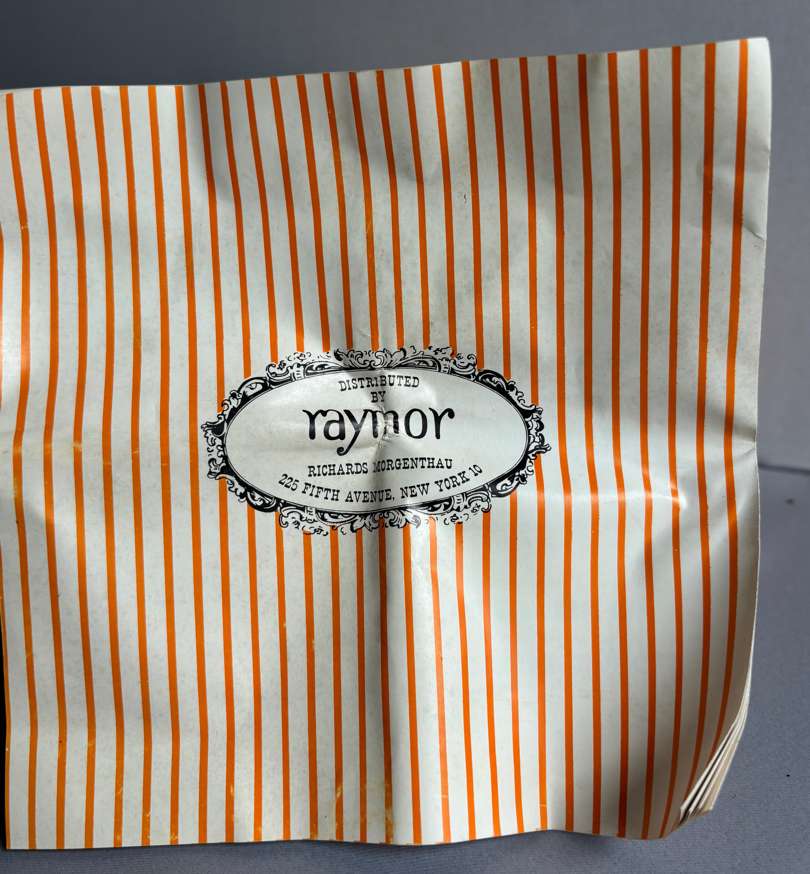 DISTRIBUTED
BY
raymor
RICHARDS MORGENTHAU
225 FIFTH AVENUE, NEW YORK 10